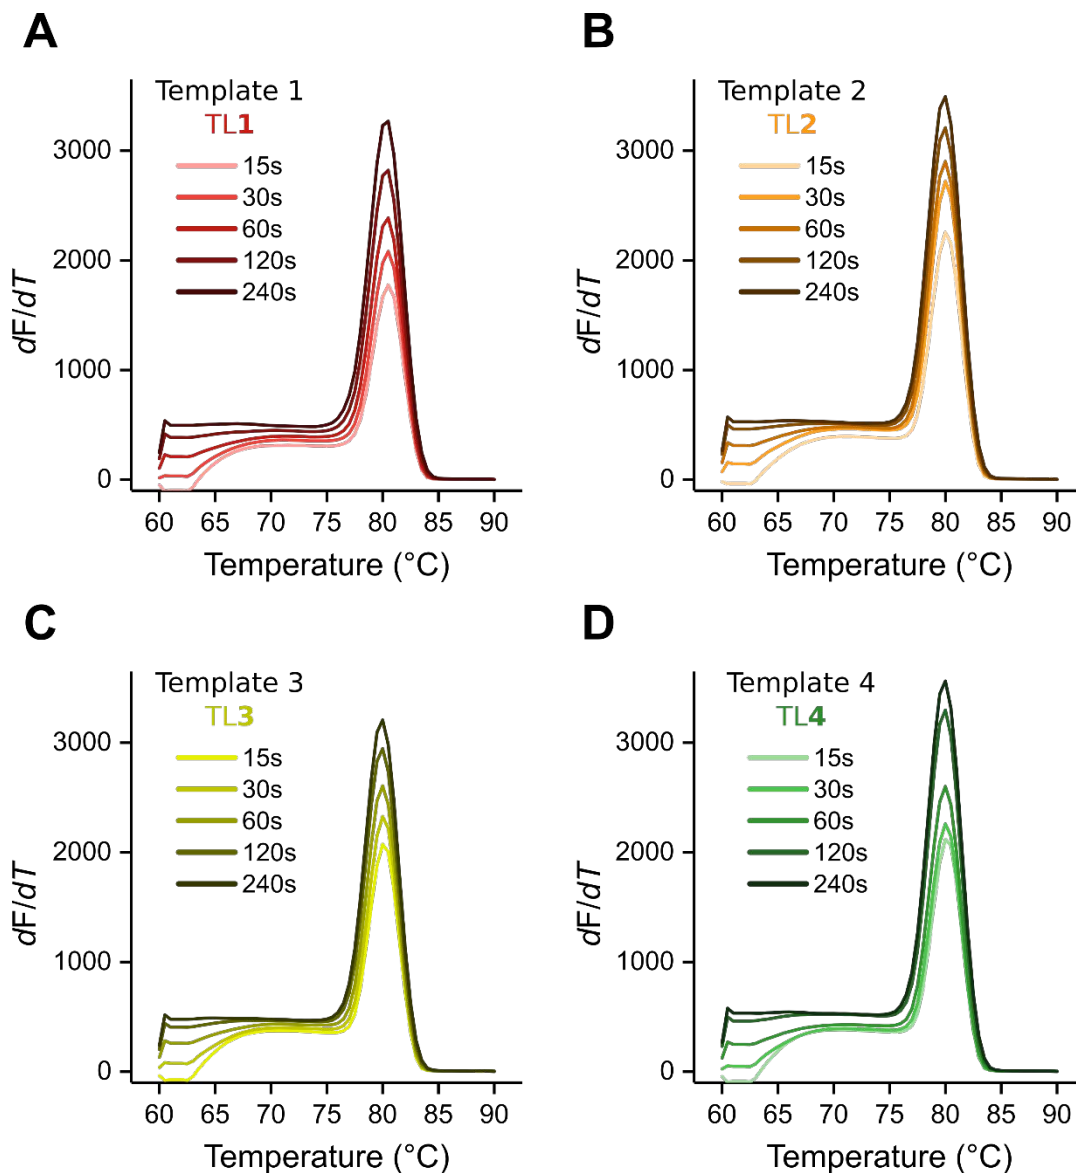 A
Template 1
TL1
15s
30s
60s
120s
240s
3000
2000
1000
0
dF/dT
60 65 70 75 80 85 90
Temperature (°C)
B
Template 2
TL2
15s
30s
60s
120s
240s
3000
2000
1000
0
dF/dT
60 65 70 75 80 85 90
Temperature (°C)
C
Template 3
TL3
15s
30s
60s
120s
240s
3000
2000
1000
0
dF/dT
60 65 70 75 80 85 90
Temperature (°C)
D
Template 4
TL4
15s
30s
60s
120s
240s
3000
2000
1000
0
dF/dT
60 65 70 75 80 85 90
Temperature (°C)